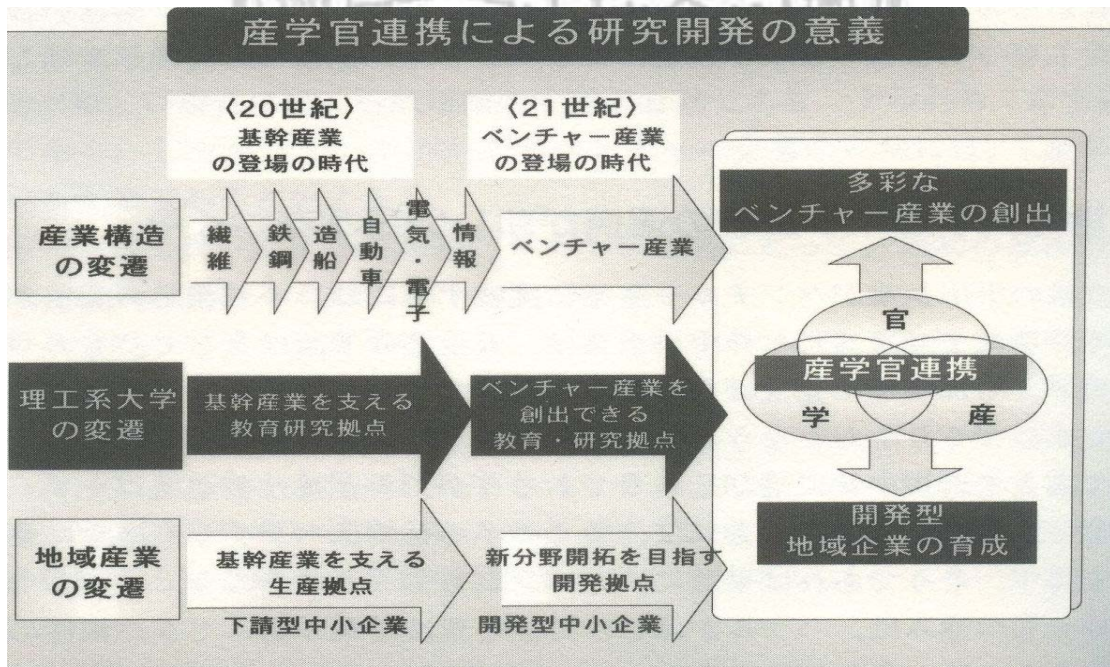 産学官連携による研究開発の意義
〈20世紀〉
基幹産業
の登場の時代
〈21世紀〉
ベンチャー産業
の登場の時代
産業構造
の変遷
繊維
鉄鋼
造船
自動車
電気・電子
情報
ベンチャー産業
理工系大学
の変遷
基幹産業を支える
教育研究拠点
ベンチャー産業を
創出できる
教育・研究拠点
地域産業
の変遷
基幹産業を支える
生産拠点
下請型中小企業
新分野開拓を目指す
開発拠点
開発型中小企業
多彩な
ベンチャー産業の創出
官
産学官連携
学
産
開発型
地域企業の育成